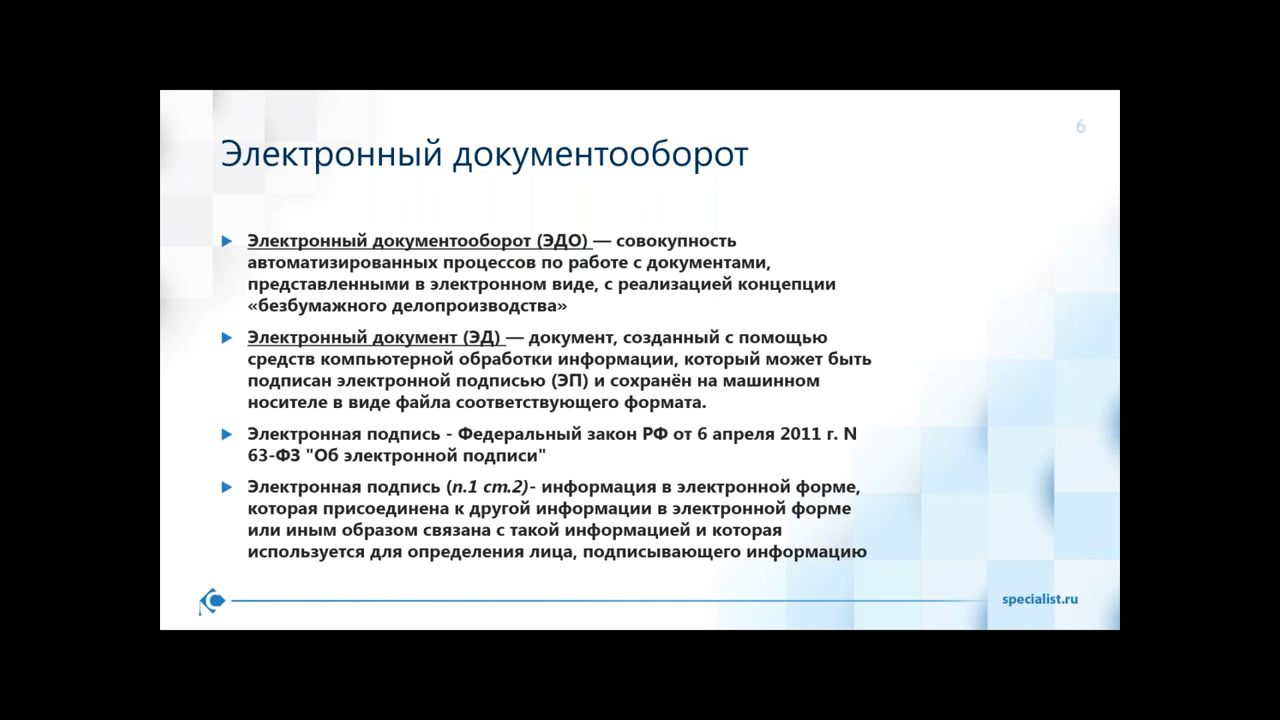 6
Электронный документооборот
Электронный документооборот (ЭДО) — совокупность
автоматизированных процессов по работе с документами,
представленными в электронном виде, с реализацией концепции
«безбумажного делопроизводства»
Электронный документ (ЭД) — документ, созданный с помощью
средств компьютерной обработки информации, который может быть
подписан электронной подписью (ЭП) и сохранён на машинном
носителе в виде файла соответствующего формата.
Электронная подпись - Федеральный закон РФ от 6 апреля 2011 г. N
63-ФЗ "Об электронной подписи"
Электронная подпись (п.1 ст.2)- информация в электронной форме,
которая присоединена к другой информации в электронной форме
или иным образом связана с такой информацией и которая
используется для определения лица, подписывающего информацию
specialist.ru